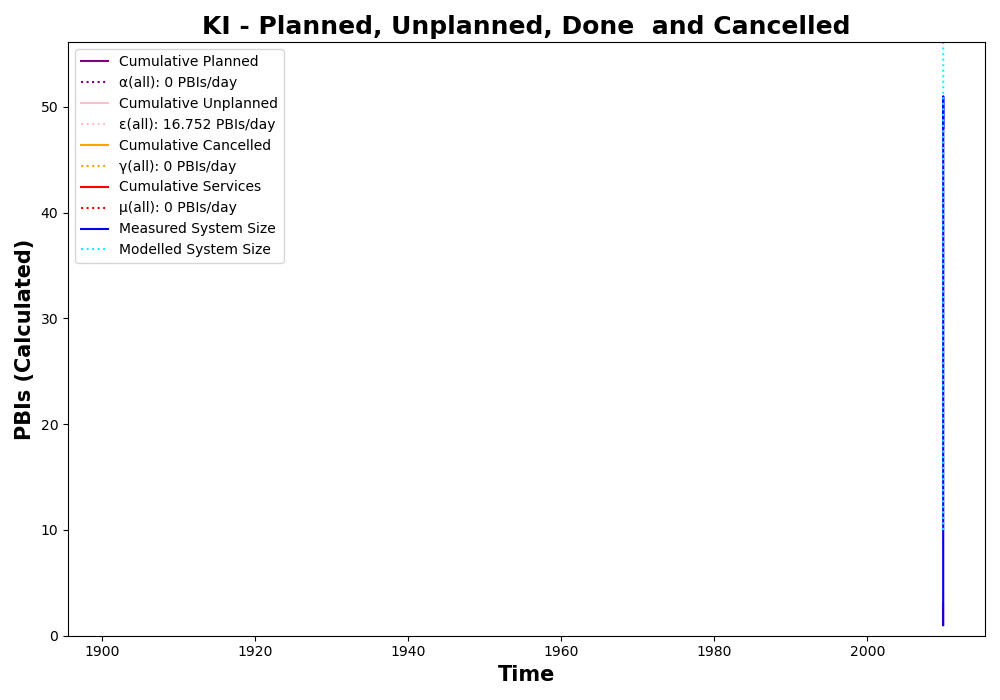 KI - Planned, Unplanned, Done  and Cancelled
Cumulative Planned
α(all): 0 PBIs/day
Cumulative Unplanned
ε(all): 16.752 PBIs/day
Cumulative Cancelled
γ(all): 0 PBIs/day
Cumulative Services
μ(all): 0 PBIs/day
Measured System Size
Modelled System Size
PBIs (Calculated)
50
40
30
20
10
0
1900 1920 1940 1960 1980 2000
Time